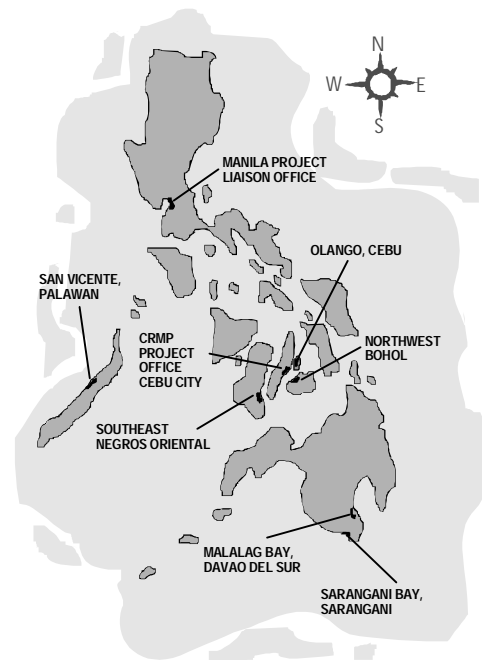 N
W E
S
MANILA PROJECT
LIAISON OFFICE
OLANGO, CEBU
SAN VICENTE,
PALAWAN
CRMP
PROJECT
OFFICE
CEBU CITY
NORTHWEST
BOHOL
SOUTHEAST
NEGROS ORIENTAL
MALALAG BAY,
DAVAO DEL SUR
SARANGANI BAY,
SARANGANI